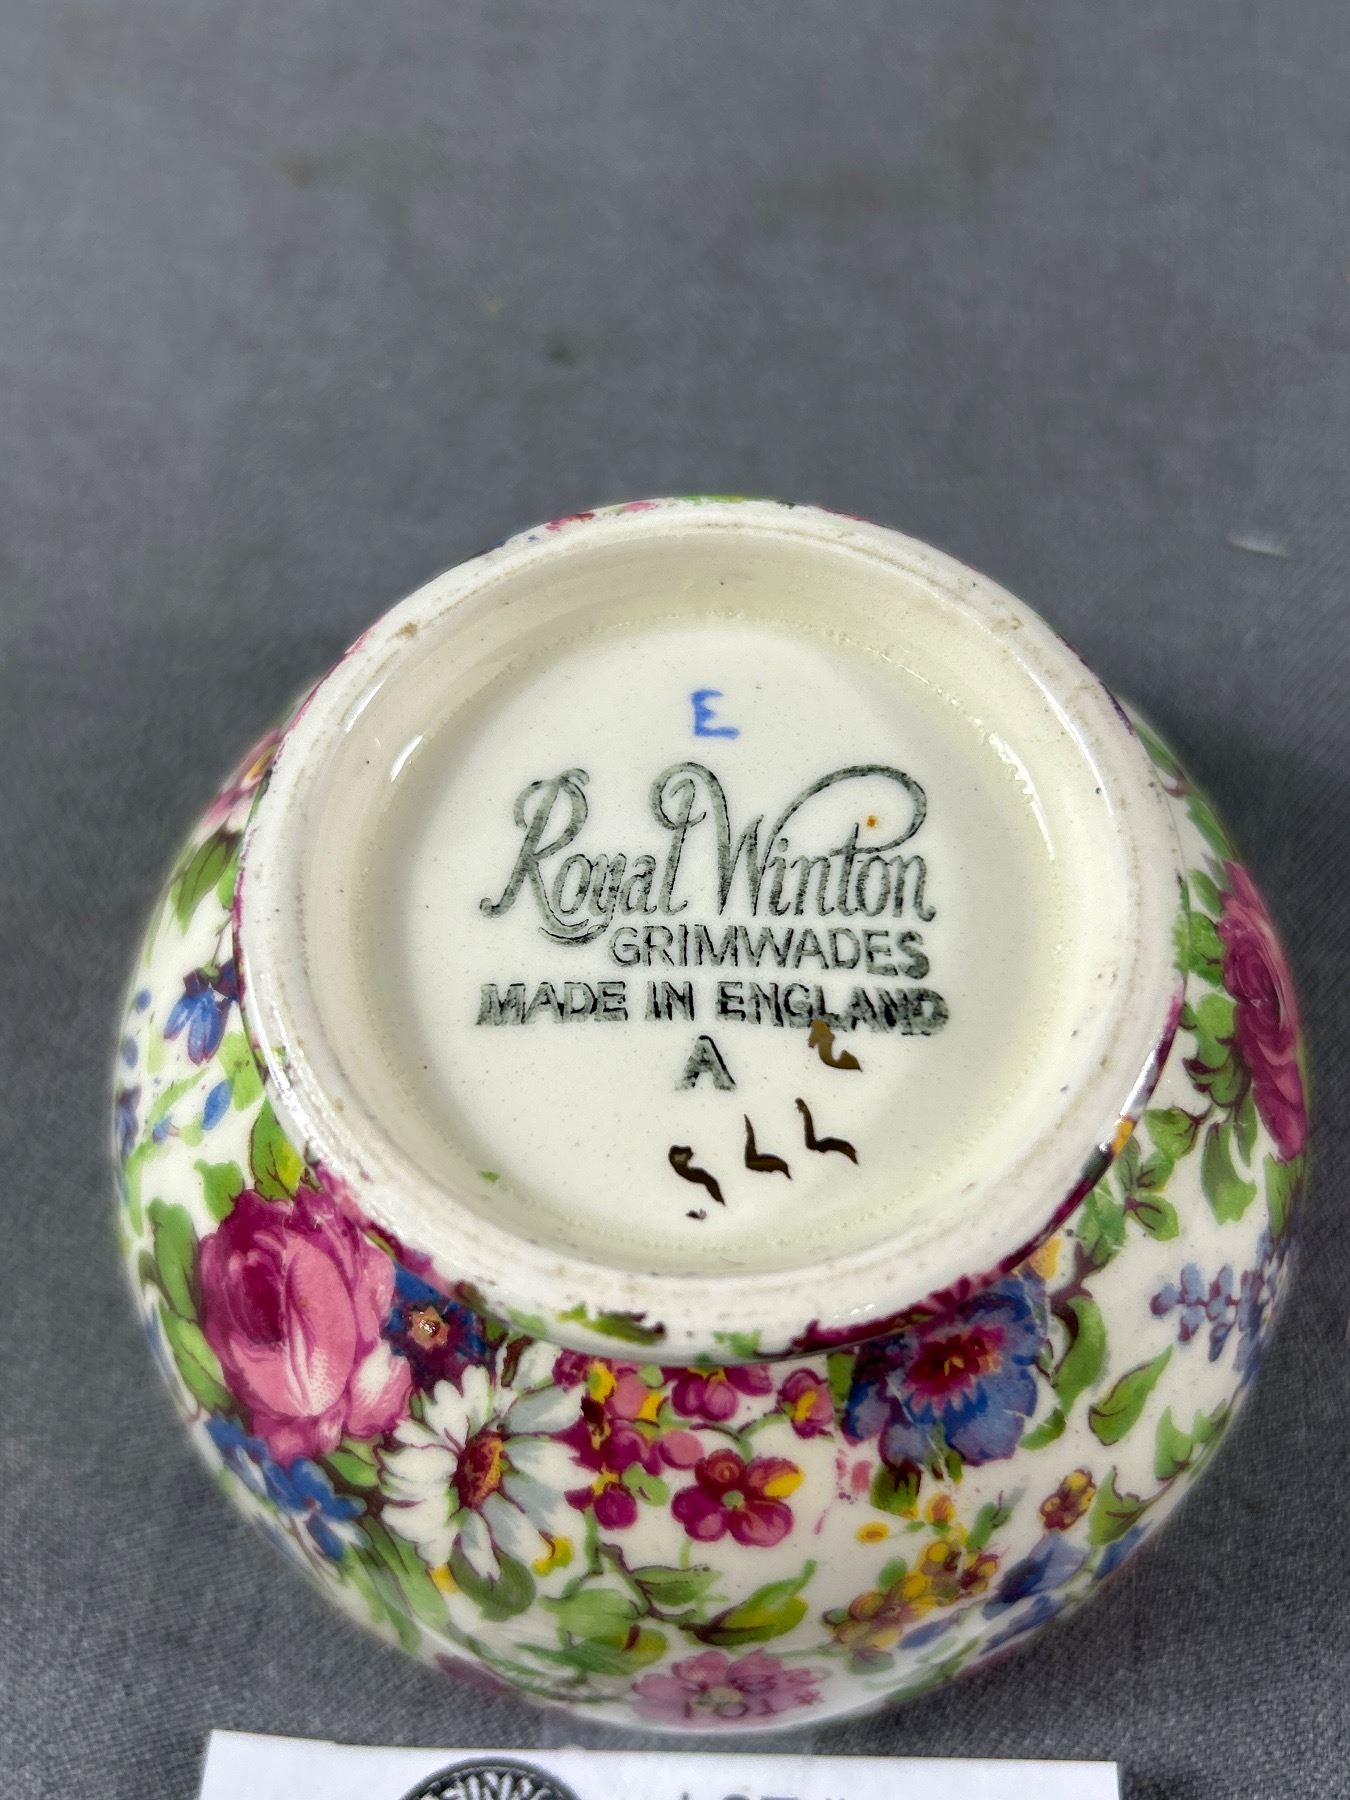 E
Royal Winton
GRIMWADES
MADE IN ENGLAND
A